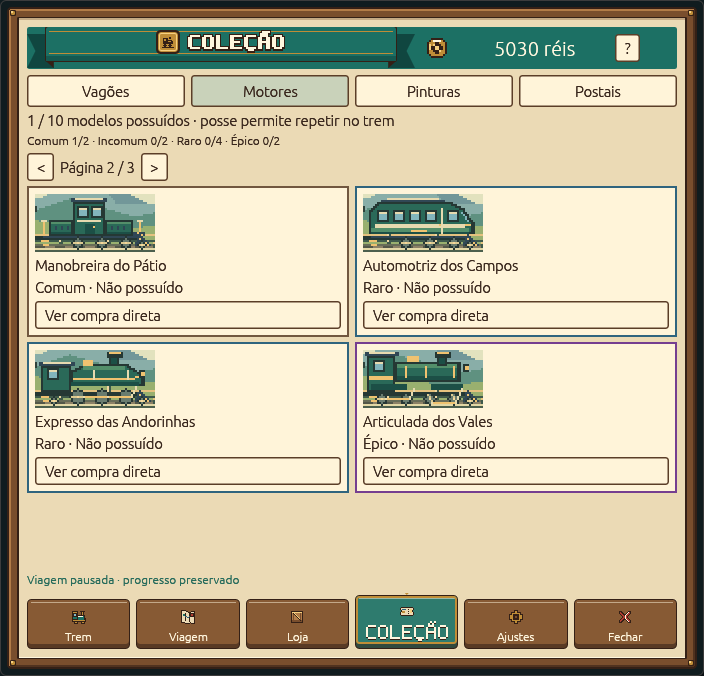 COLEÇÃO
5030 réis
?
Vagões
Motores
Pinturas
Postais
1 / 10 modelos possuídos · posse permite repetir no trem
Comum 1/2 · Incomum 0/2 · Raro 0/4 · Épico 0/2
< Página 2 / 3 >
Manobreira do Pátio
Comum · Não possuído
Ver compra direta
Automotriz dos Campos
Raro · Não possuído
Ver compra direta
Expresso das Andorinhas
Raro · Não possuído
Ver compra direta
Articulada dos Vales
Épico · Não possuído
Ver compra direta
Viagem pausada · progresso preservado
Trem
Viagem
Loja
COLEÇÃO
Ajustes
Fechar